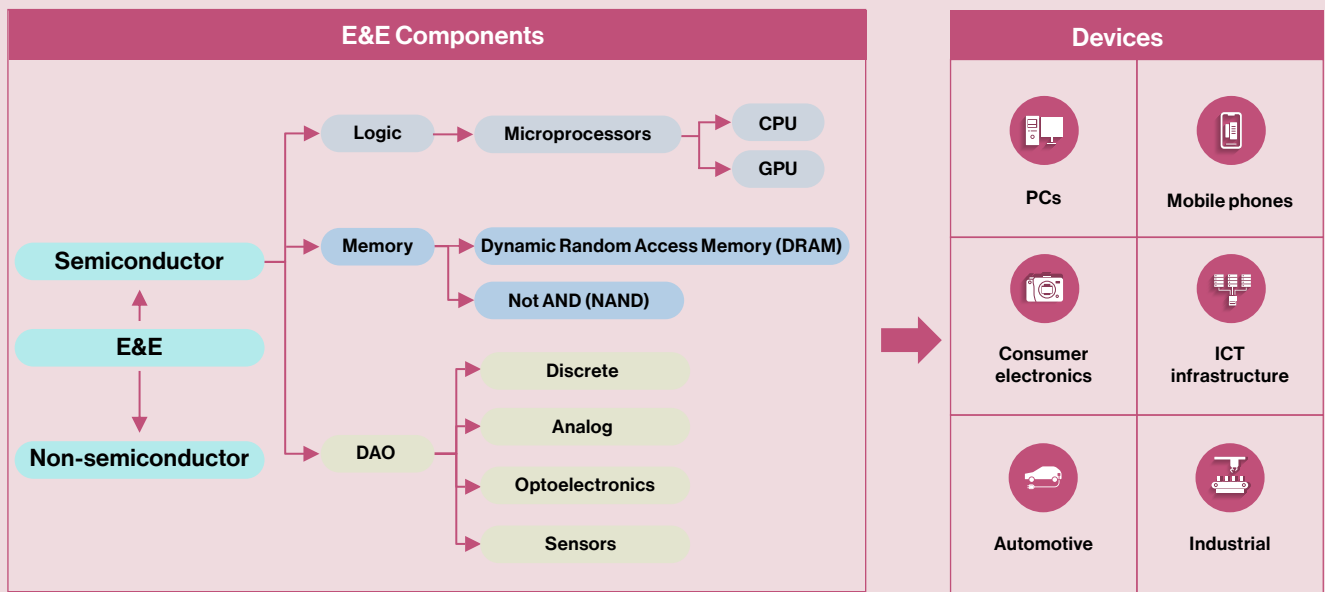 E&E Components
Logic
Microprocessors
CPU
GPU
Semiconductor
Memory
Dynamic Random Access Memory (DRAM)
Not AND (NAND)
E&E
Non-semiconductor
DAO
Discrete
Analog
Optoelectronics
Sensors
Devices
PCs
Mobile phones
Consumer
electronics
ICT
infrastructure
Automotive
Industrial